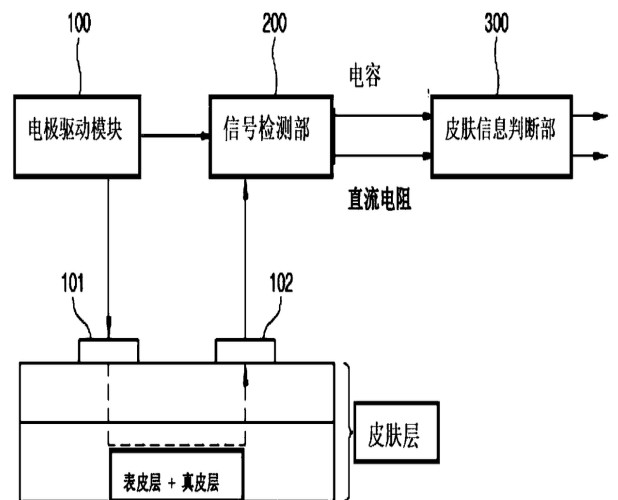 100
200
300
电容
电极驱动模块
信号检测部
皮肤信息判断部
直流电阻
101
102
皮肤层
表皮层 + 真皮层